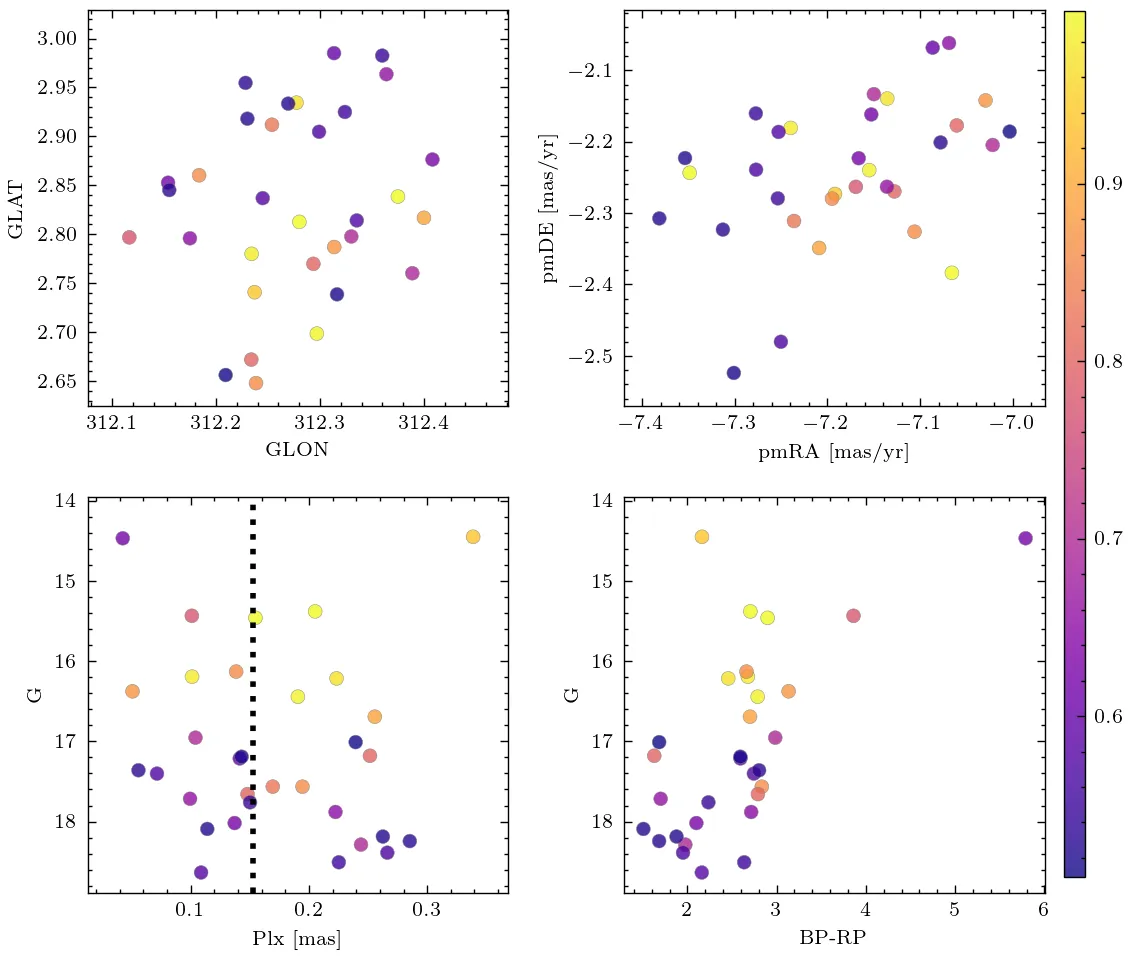 3.00
2.95
2.90
2.85
2.80
2.75
2.70
2.65
GLAT
312.1 312.2 312.3 312.4
GLON
−2.1
−2.2
−2.3
−2.4
−2.5
pmDE [mas/yr]
−7.4 −7.3 −7.2 −7.1 −7.0
pmRA [mas/yr]
0.9
0.8
0.7
0.6
14
15
16
17
18
G
0.1 0.2 0.3
Plx [mas]
14
15
16
17
18
G
2 3 4 5 6
BP-RP